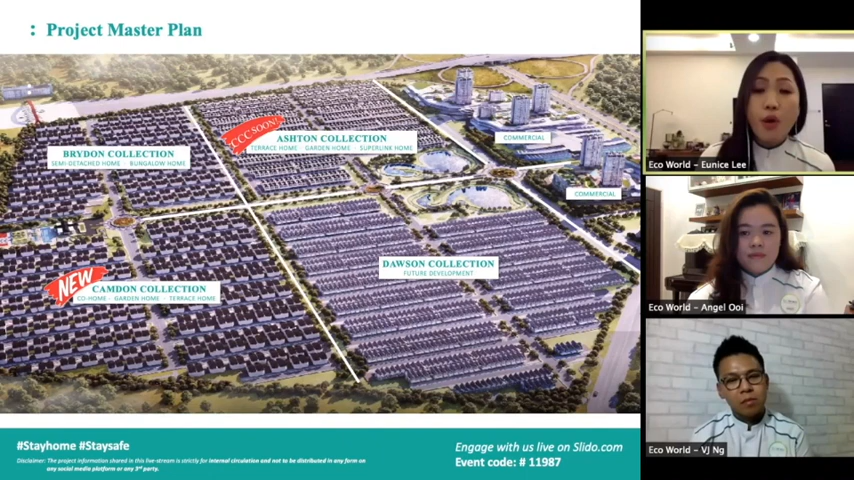 : Project Master Plan
CCC SOON!
ASHTON COLLECTION
TERRACE HOME · GARDEN HOME · SUPERLINK HOME
COMMERCIAL
BRYDON COLLECTION
SEMI-DETACHED HOME · BUNGALOW HOME
COMMERCIAL
DAWSON COLLECTION
FUTURE DEVELOPMENT
NEW
CAMDON COLLECTION
CO-HOME · GARDEN HOME · TERRACE HOME
#Stayhome #Staysafe
Disclaimer: The project information shared in this live-stream is strictly for internal circulation and not to be distributed in any form on
any social media platform or any 3rd party.
Engage with us live on Slido.com
Event code: # 11987
Eco World – Eunice Lee
Eco World – Angel Ooi
Eco World – VJ Ng